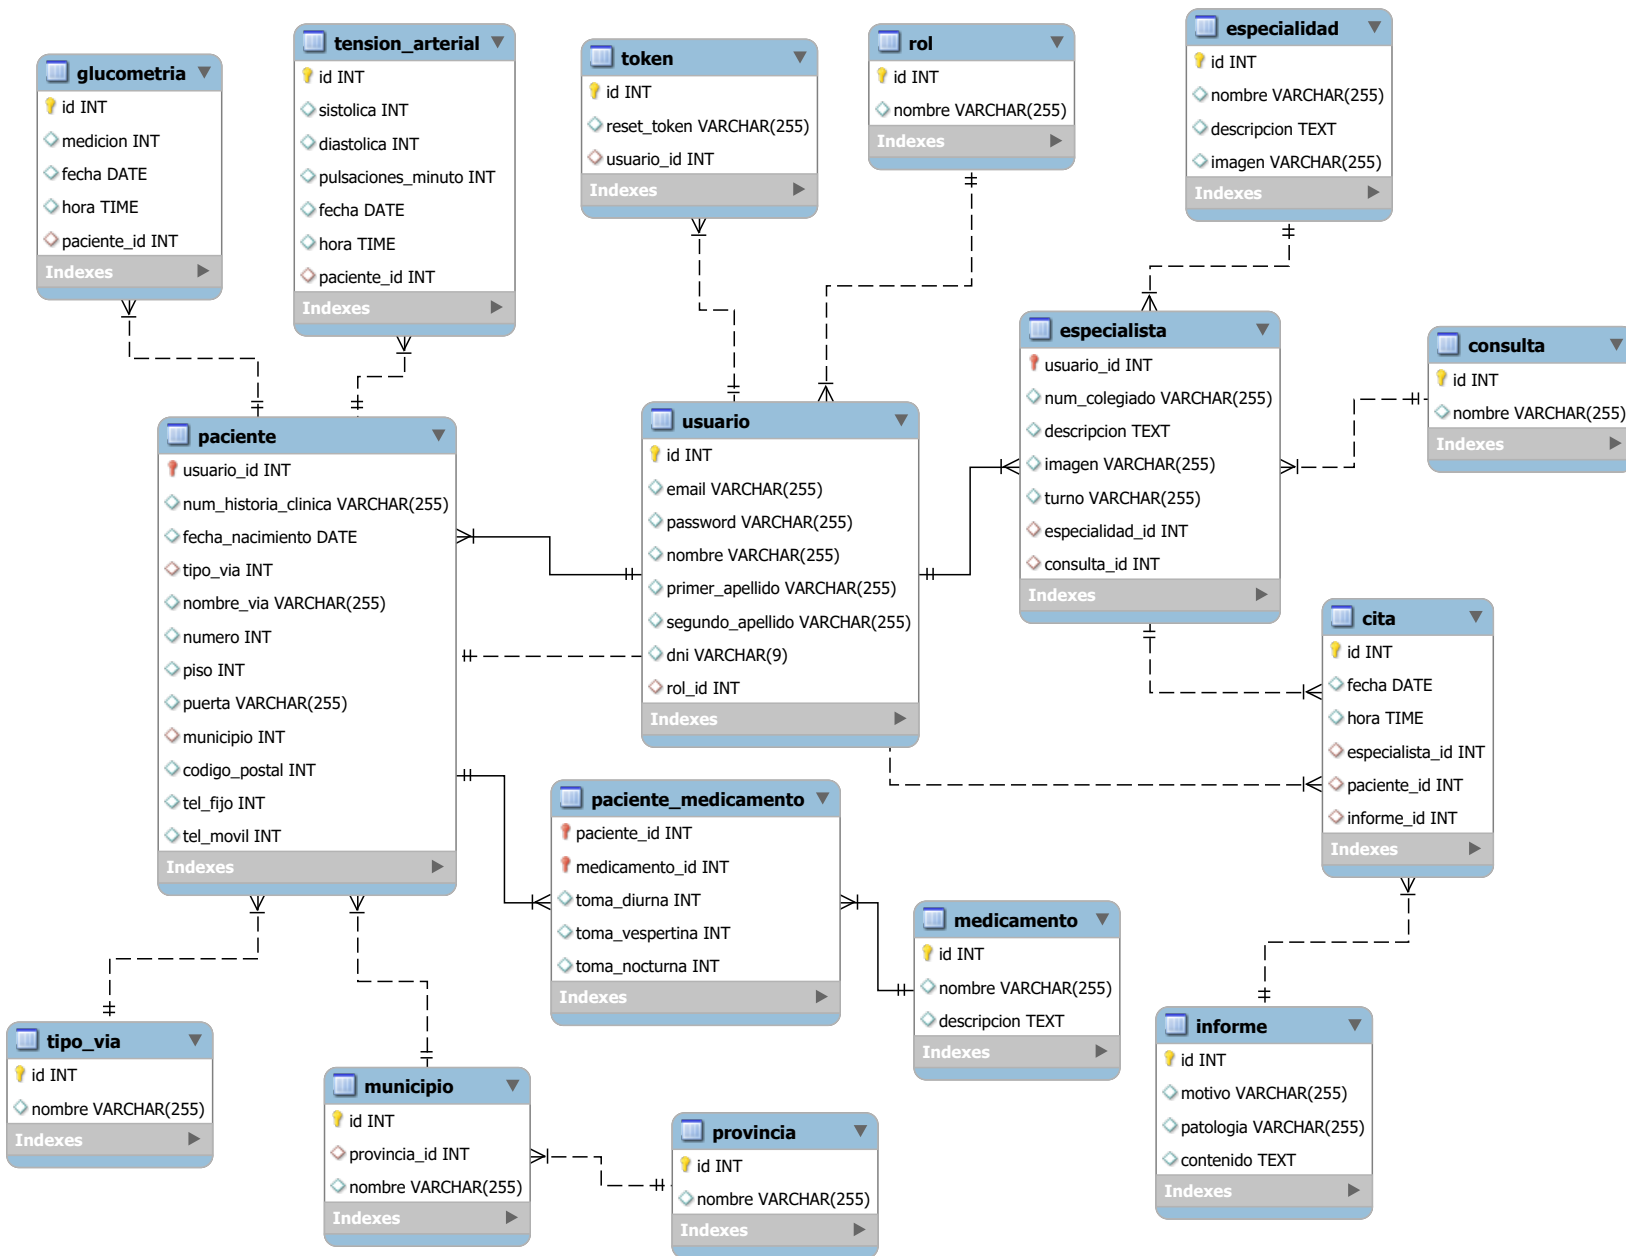 glucometria
id INT
medicion INT
fecha DATE
hora TIME
paciente_id INT
Indexes
tension_arterial
id INT
sistolica INT
diastolica INT
pulsaciones_minuto INT
fecha DATE
hora TIME
paciente_id INT
Indexes
token
id INT
reset_token VARCHAR(255)
usuario_id INT
Indexes
rol
id INT
nombre VARCHAR(255)
Indexes
especialidad
id INT
nombre VARCHAR(255)
descripcion TEXT
imagen VARCHAR(255)
Indexes
paciente
usuario_id INT
num_historia_clinica VARCHAR(255)
fecha_nacimiento DATE
tipo_via INT
nombre_via VARCHAR(255)
numero INT
piso INT
puerta VARCHAR(255)
municipio INT
codigo_postal INT
tel_fijo INT
tel_movil INT
Indexes
usuario
id INT
email VARCHAR(255)
password VARCHAR(255)
nombre VARCHAR(255)
primer_apellido VARCHAR(255)
segundo_apellido VARCHAR(255)
dni VARCHAR(9)
rol_id INT
Indexes
especialista
usuario_id INT
num_colegiado VARCHAR(255)
descripcion TEXT
imagen VARCHAR(255)
turno VARCHAR(255)
especialidad_id INT
consulta_id INT
Indexes
consulta
id INT
nombre VARCHAR(255)
Indexes
cita
id INT
fecha DATE
hora TIME
especialista_id INT
paciente_id INT
informe_id INT
Indexes
paciente_medicamento
paciente_id INT
medicamento_id INT
toma_diurna INT
toma_vespertina INT
toma_nocturna INT
Indexes
medicamento
id INT
nombre VARCHAR(255)
descripcion TEXT
Indexes
tipo_via
id INT
nombre VARCHAR(255)
Indexes
municipio
id INT
provincia_id INT
nombre VARCHAR(255)
Indexes
provincia
id INT
nombre VARCHAR(255)
Indexes
informe
id INT
motivo VARCHAR(255)
patologia VARCHAR(255)
contenido TEXT
Indexes